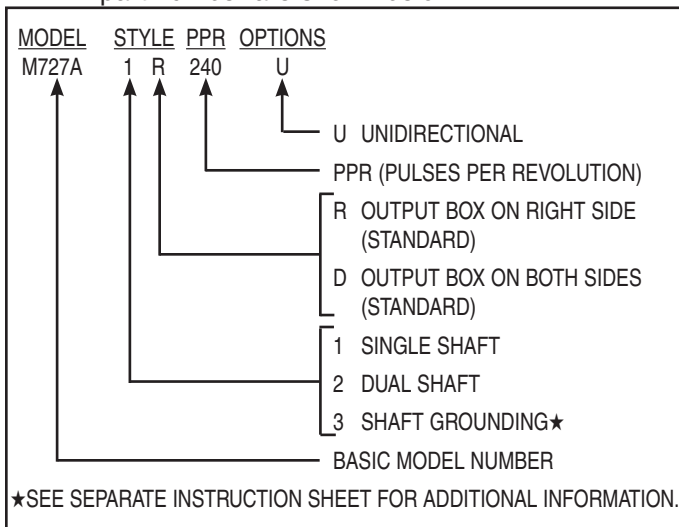 MODEL STYLE PPR OPTIONS
M727A 1 R 240 U
U UNIDIRECTIONAL
PPR (PULSES PER REVOLUTION)
R OUTPUT BOX ON RIGHT SIDE
(STANDARD)
D OUTPUT BOX ON BOTH SIDES
(STANDARD)
1 SINGLE SHAFT
2 DUAL SHAFT
3 SHAFT GROUNDING★
BASIC MODEL NUMBER
★SEE SEPARATE INSTRUCTION SHEET FOR ADDITIONAL INFORMATION.